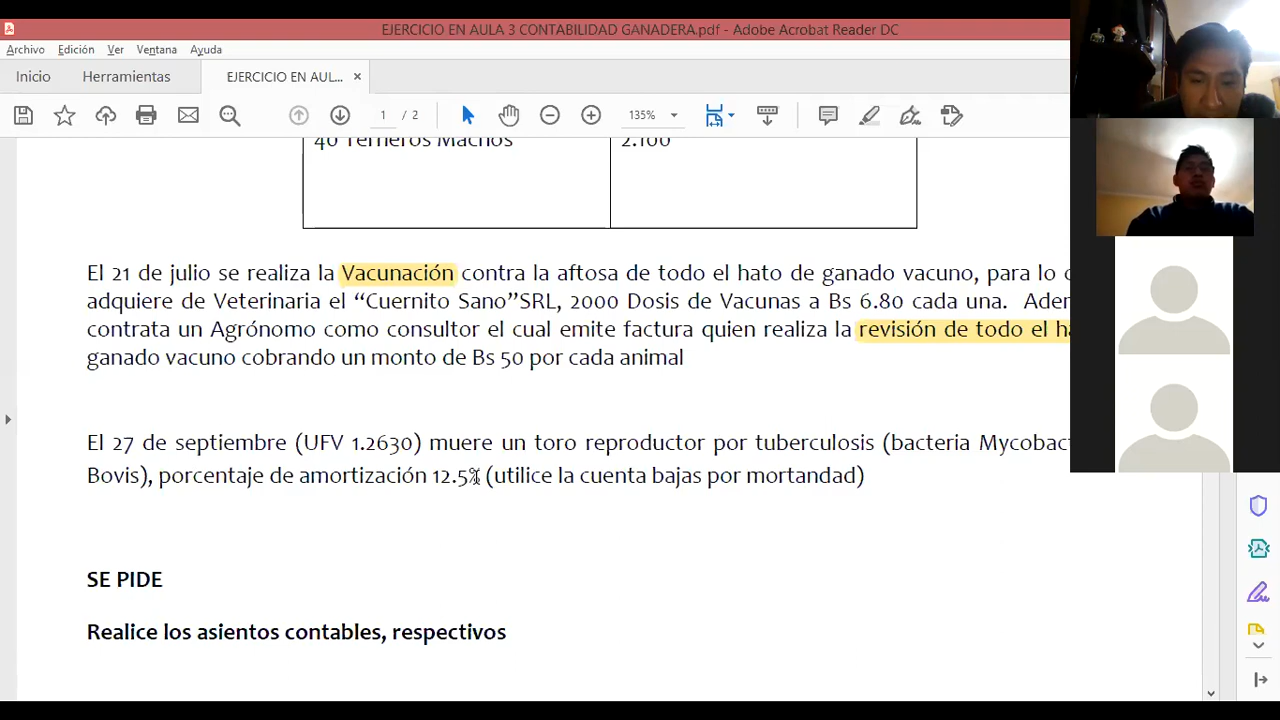 EJERCICIO EN AULA 3 CONTABILIDAD GANADERA.pdf - Adobe Acrobat Reader DC
Archivo Edición Ver Ventana Ayuda
Inicio Herramientas EJERCICIO EN AUL... ×
1 / 2 135%
40 Terneros Machos 2.100
El 21 de julio se realiza la Vacunación contra la aftosa de todo el hato de ganado vacuno, para lo
adquiere de Veterinaria el “Cuernito Sano”SRL, 2000 Dosis de Vacunas a Bs 6.80 cada una.
contrata un Agrónomo como consultor el cual emite factura quien realiza la revisión de todo el
ganado vacuno cobrando un monto de Bs 50 por cada animal
El 27 de septiembre (UFV 1.2630) muere un toro reproductor por tuberculosis (bacteria
Bovis), porcentaje de amortización 12.5% (utilice la cuenta bajas por mortandad)
SE PIDE
Realice los asientos contables, respectivos